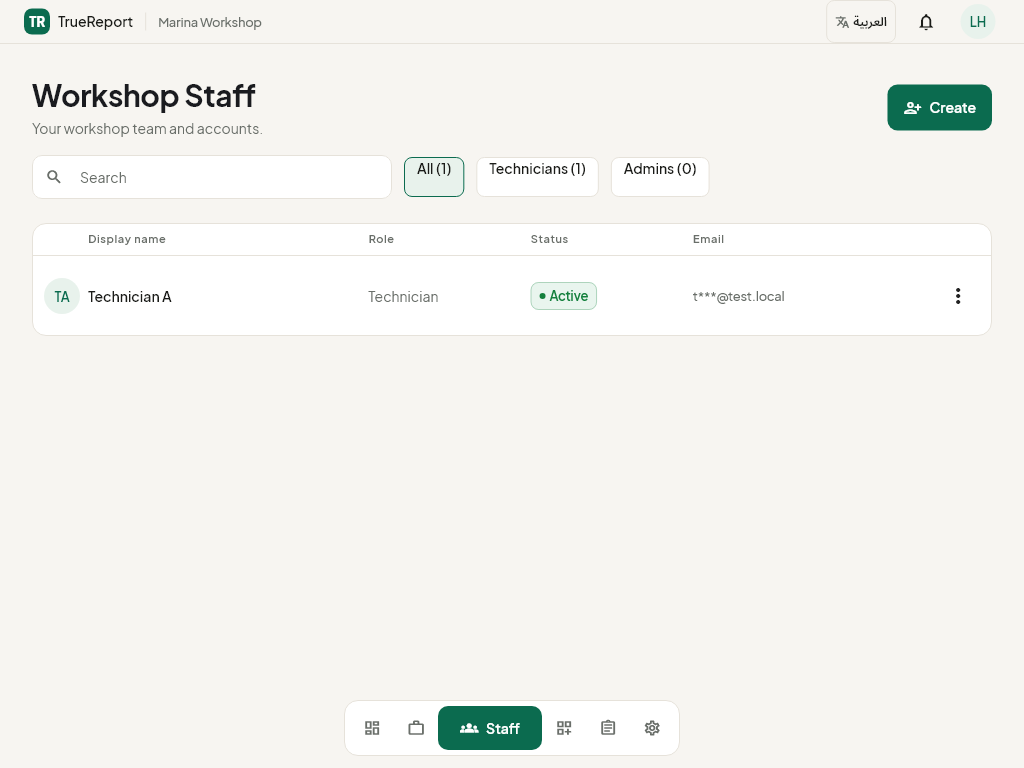 TR TrueReport Marina Workshop العربية LH
Workshop Staff
Your workshop team and accounts.
Create
Search All (1) Technicians (1) Admins (0)
Display name Role Status Email
TA Technician A Technician Active t***@test.local
Staff